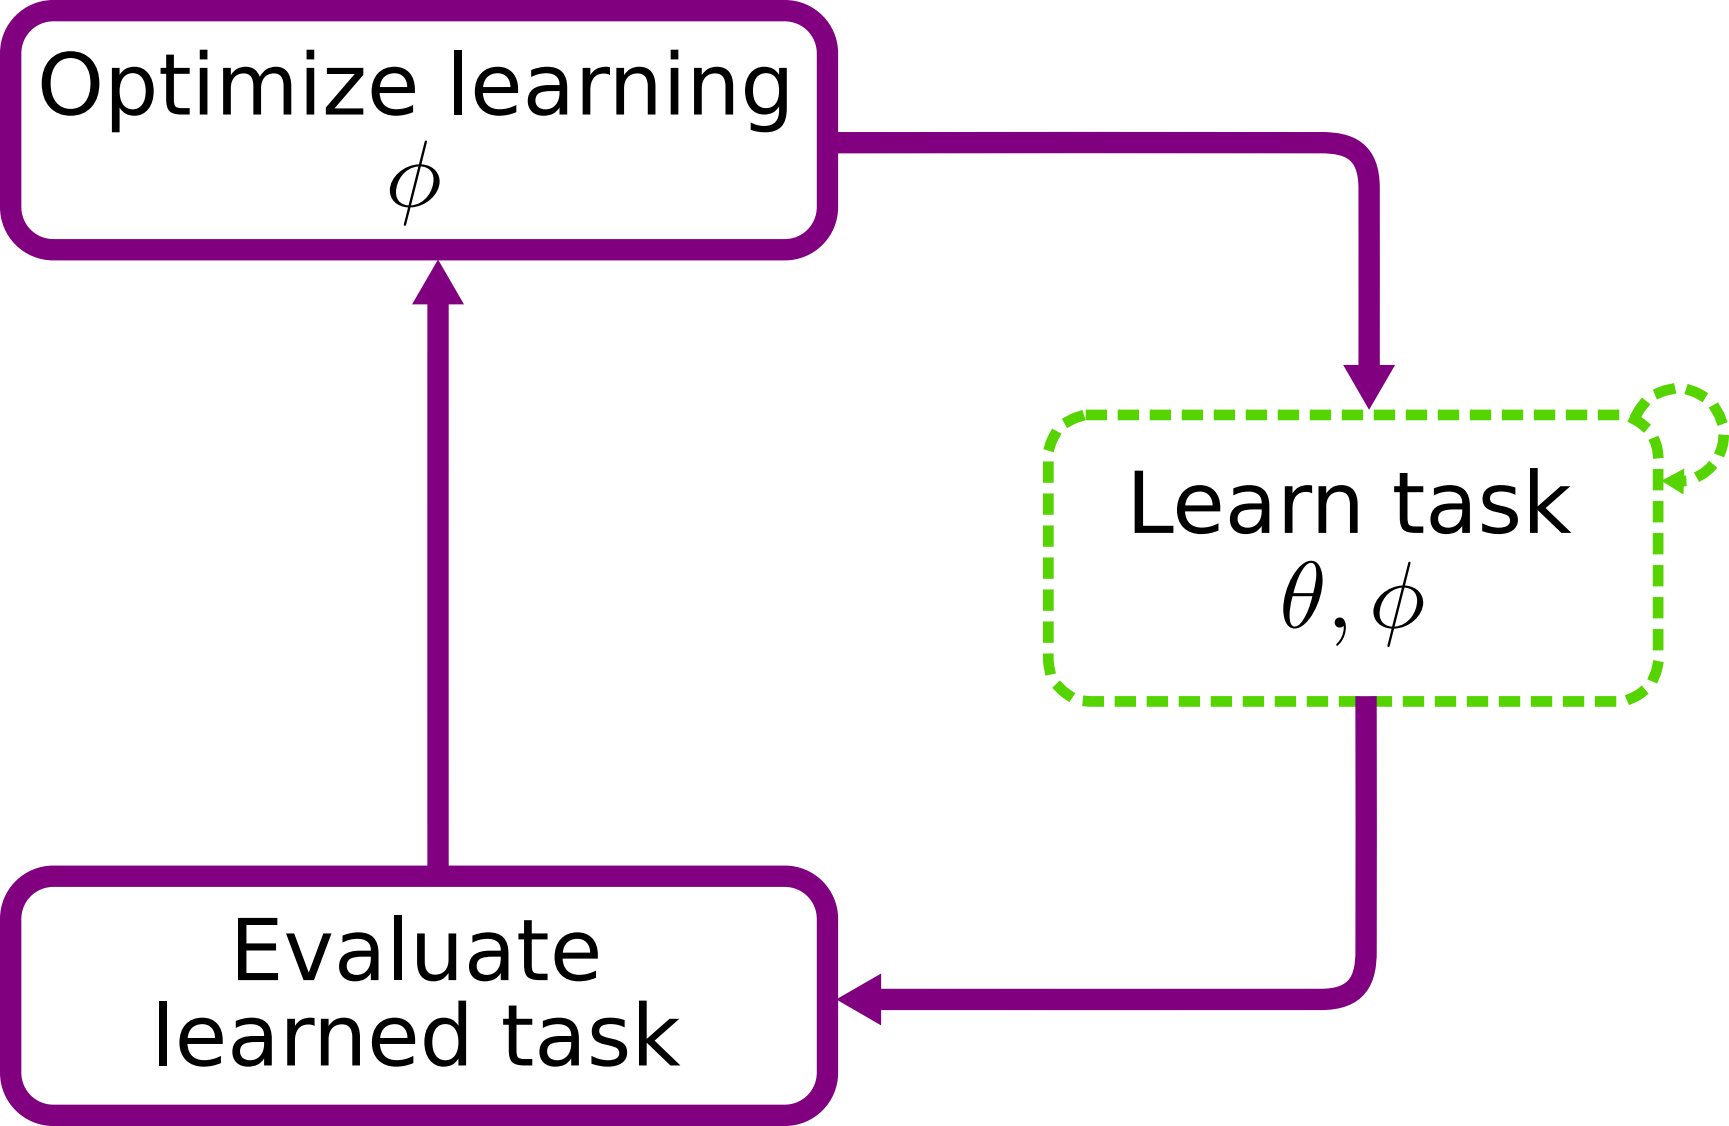 Optimize learning
ϕ
Learn task
θ, ϕ
Evaluate
learned task